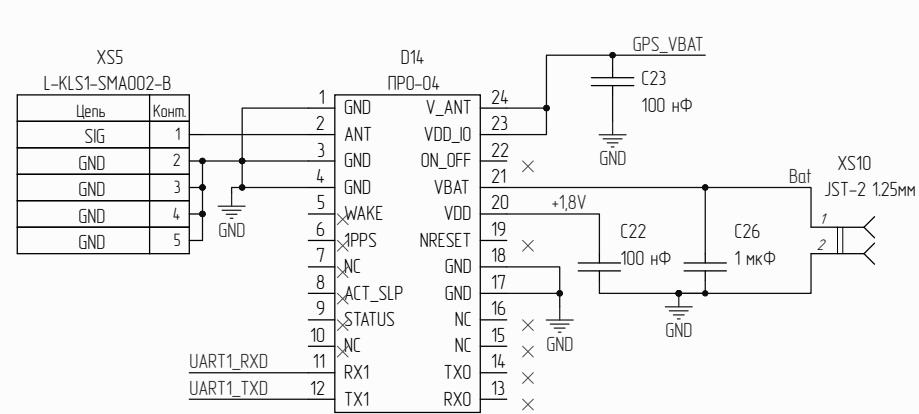 XS5
L-KLS1-SMA002-B
Цепь Конт.
SIG 1
GND 2
GND 3
GND 4
GND 5
GND
D14
ПРО-04
1 GND V_ANT 24
2 ANT VDD_IO 23
3 GND ON_OFF 22
4 GND VBAT 21
5 WAKE VDD 20
6 1PPS NRESET 19
7 NC GND 18
8 ACT_SLP GND 17
9 STATUS NC 16
10 NC NC 15
11 RX1 TX0 14
12 TX1 RX0 13
UART1_RXD
UART1_TXD
GPS_VBAT
C23
100 нФ
GND
+1,8V
C22
100 нФ
C26
1 мкФ
GND
GND
Bat
XS10
JST-2 1.25мм
1
2